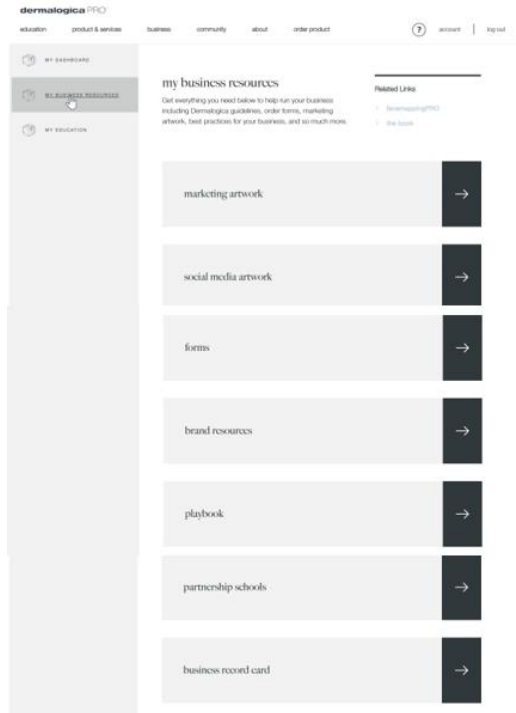 dermalogica PRO
education product & services business community about order product ? account | log out
MY DASHBOARD
MY BUSINESS RESOURCES
MY EDUCATION
my business resources
Get everything you need below to help run your business
including Dermalogica guidelines, order forms, marketing
artwork, best practices for your business, and so much more.
Related Links
facemappingPRO
the book
marketing artwork
social media artwork
forms
brand resources
playbook
partnership schools
business record card